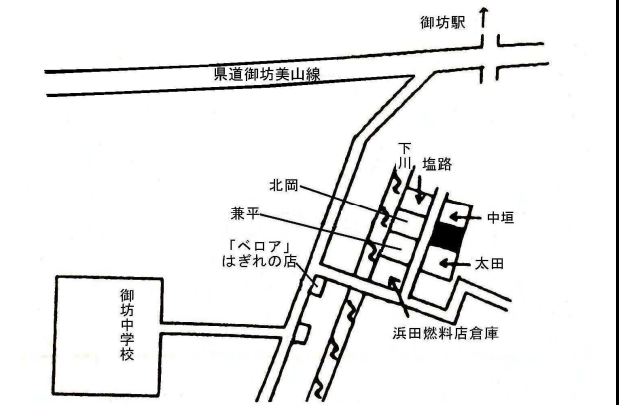 御坊駅
県道御坊美山線
下川
塩路
北岡
兼平
中垣
「ベロア」
はぎれの店
太田
御坊中学校
浜田燃料店倉庫